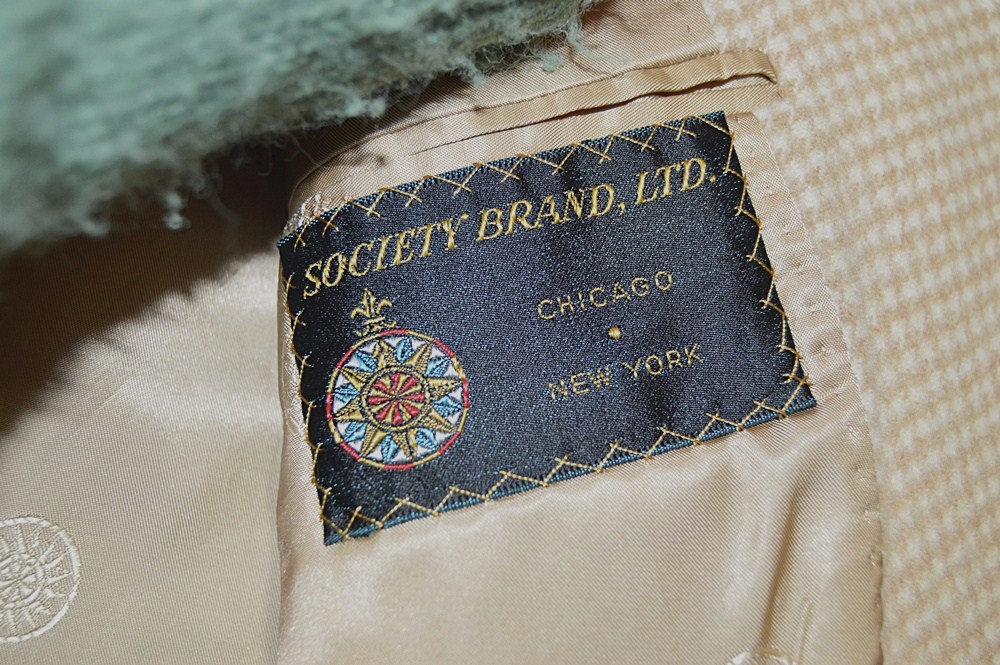 SOCIETY BRAND, LTD.
CHICAGO
NEW YORK